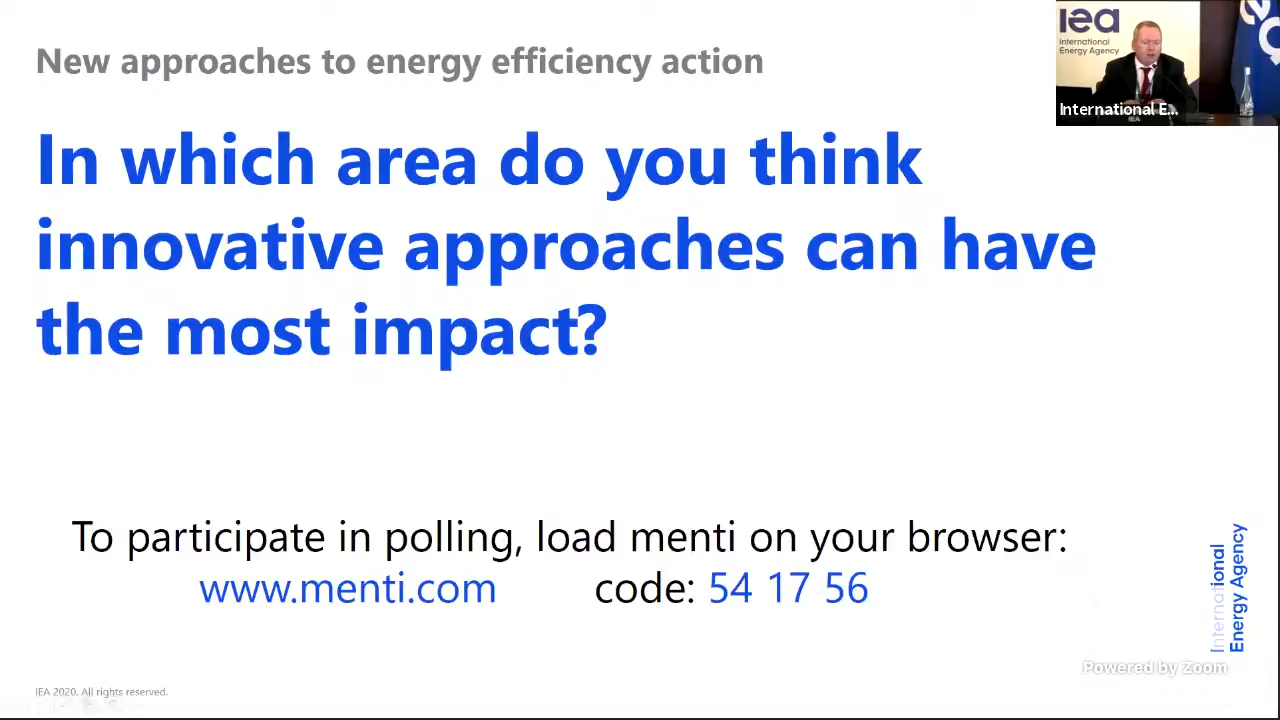 New approaches to energy efficiency action
iea
International
Energy Agency
International E...
In which area do you think
innovative approaches can have
the most impact?
To participate in polling, load menti on your browser:
www.menti.com code: 54 17 56
International
Energy Agency
Powered by Zoom
IEA 2020. All rights reserved.